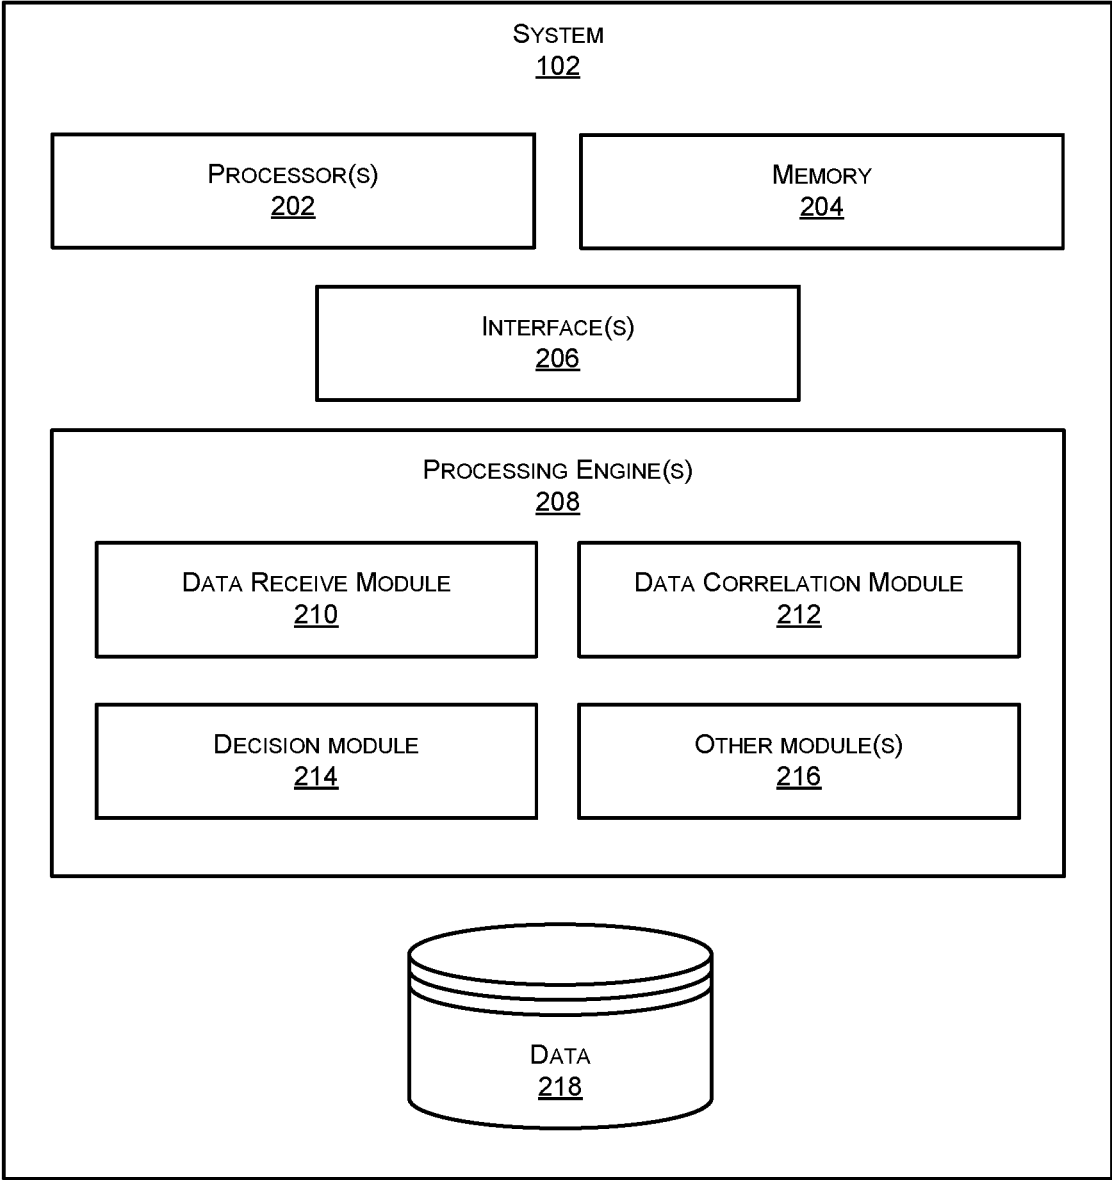 SYSTEM
102
PROCESSOR(S)
202
MEMORY
204
INTERFACE(S)
206
PROCESSING ENGINE(S)
208
DATA RECEIVE MODULE
210
DATA CORRELATION MODULE
212
DECISION MODULE
214
OTHER MODULE(S)
216
DATA
218